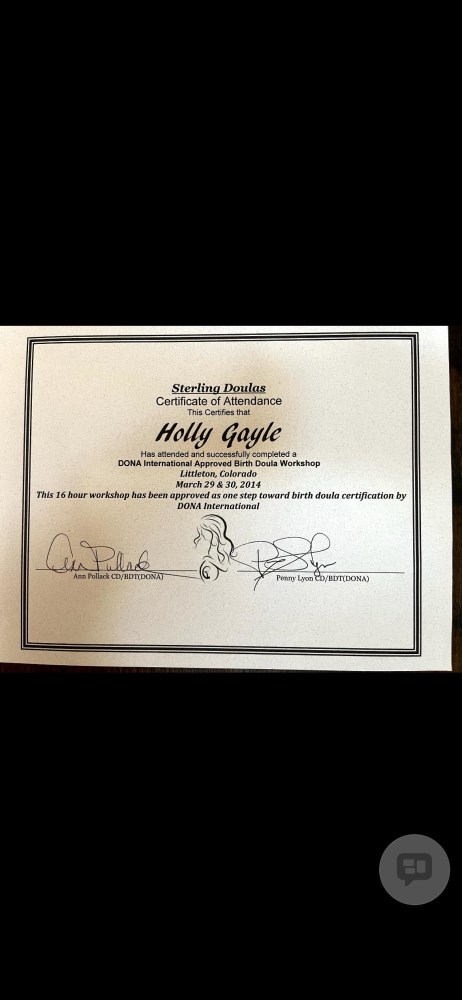 Sterling Doulas
Certificate of Attendance
This Certifies that
Holly Gayle
Has attended and successfully completed a
DONA International Approved Birth Doula Workshop
Littleton, Colorado
March 29 & 30, 2014
This 16 hour workshop has been approved as one step toward birth doula certification by
DONA International
Ann Pollack
Ann Pollack CD/BDT(DONA)
Penny Lyon CD/BDT(DONA)